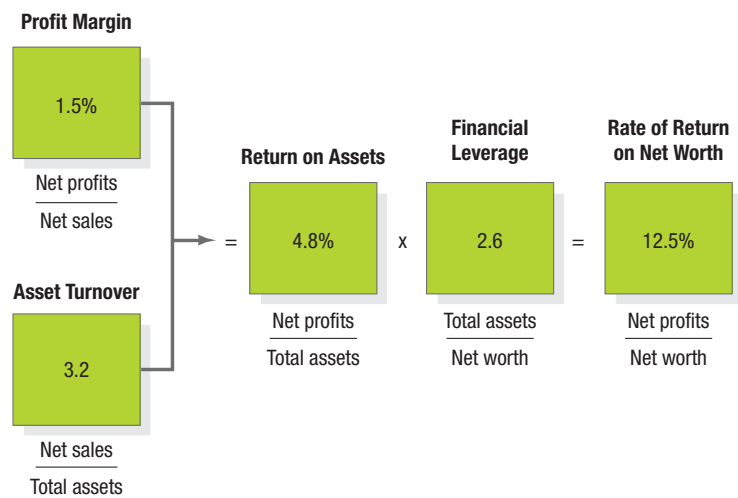 Profit Margin
1.5%
Net profits
Net sales
Asset Turnover
3.2
Net sales
Total assets
=
Return on Assets
4.8%
Net profits
Total assets
x
Financial
Leverage
2.6
Total assets
Net worth
=
Rate of Return
on Net Worth
12.5%
Net profits
Net worth